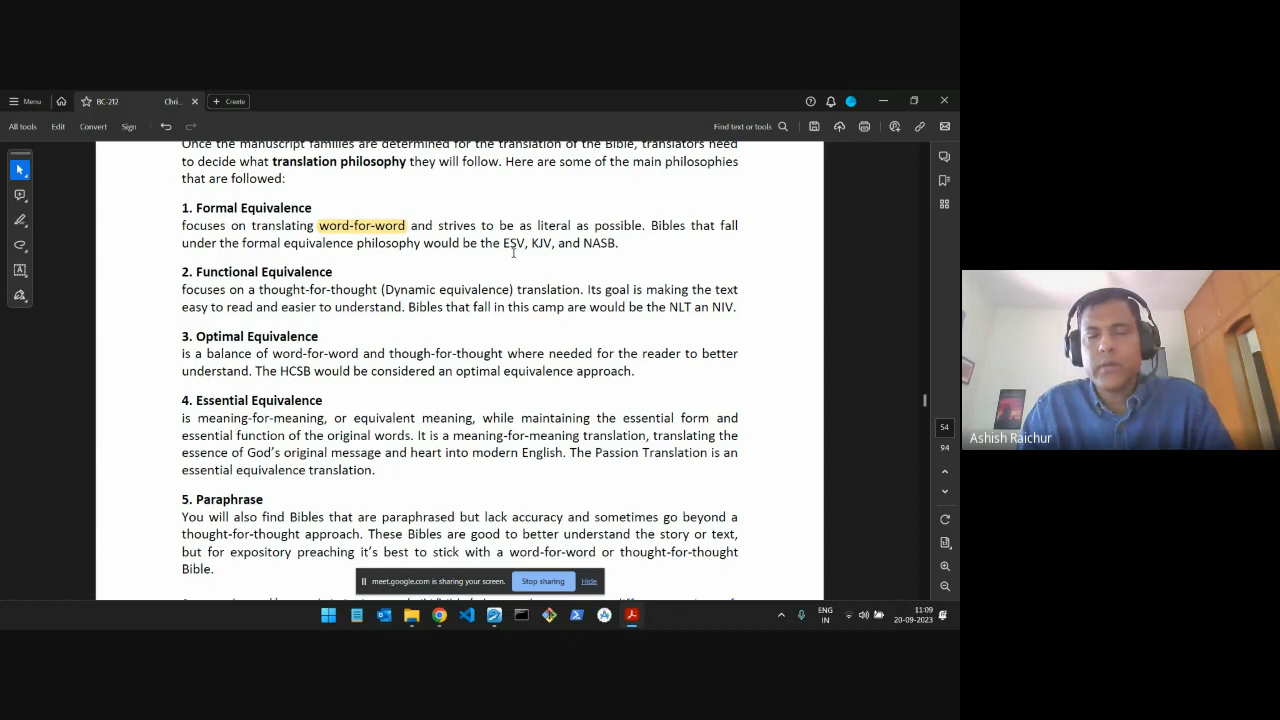 Menu
BC-212
Chri...
Create
All tools
Edit
Convert
Sign
Find text or tools
Once the manuscript families are determined for the translation of the Bible, translators need
to decide what translation philosophy they will follow. Here are some of the main philosophies
that are followed:
1. Formal Equivalence
focuses on translating word-for-word and strives to be as literal as possible. Bibles that fall
under the formal equivalence philosophy would be the ESV, KJV, and NASB.
2. Functional Equivalence
focuses on a thought-for-thought (Dynamic equivalence) translation. Its goal is making the text
easy to read and easier to understand. Bibles that fall in this camp are would be the NLT an NIV.
3. Optimal Equivalence
is a balance of word-for-word and though-for-thought where needed for the reader to better
understand. The HCSB would be considered an optimal equivalence approach.
4. Essential Equivalence
is meaning-for-meaning, or equivalent meaning, while maintaining the essential form and
essential function of the original words. It is a meaning-for-meaning translation, translating the
essence of God's original message and heart into modern English. The Passion Translation is an
essential equivalence translation.
5. Paraphrase
You will also find Bibles that are paraphrased but lack accuracy and sometimes go beyond a
thought-for-thought approach. These Bibles are good to better understand the story or text,
but for expository preaching it's best to stick with a word-for-word or thought-for-thought
Bible.
meet.google.com is sharing your screen.
Stop sharing
Hide
54
94
ENG
IN
11:09
20-09-2023
Ashish Raichur